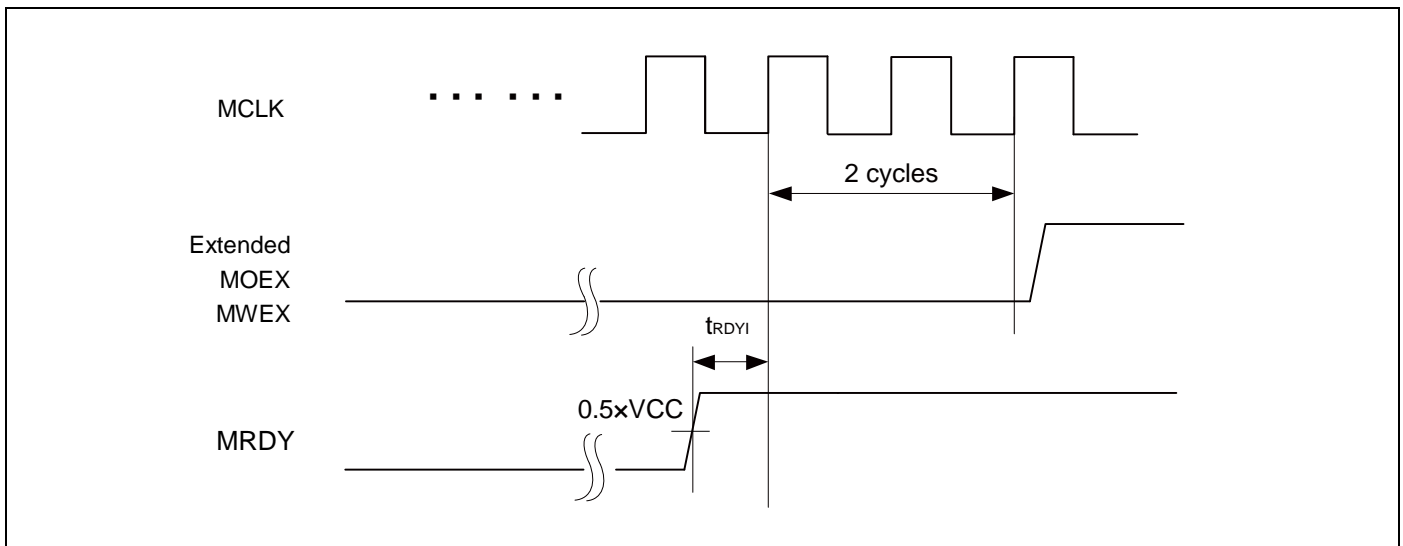 MCLK
2 cycles
Extended
MOEX
MWEX
tRDYI
0.5×VCC
MRDY